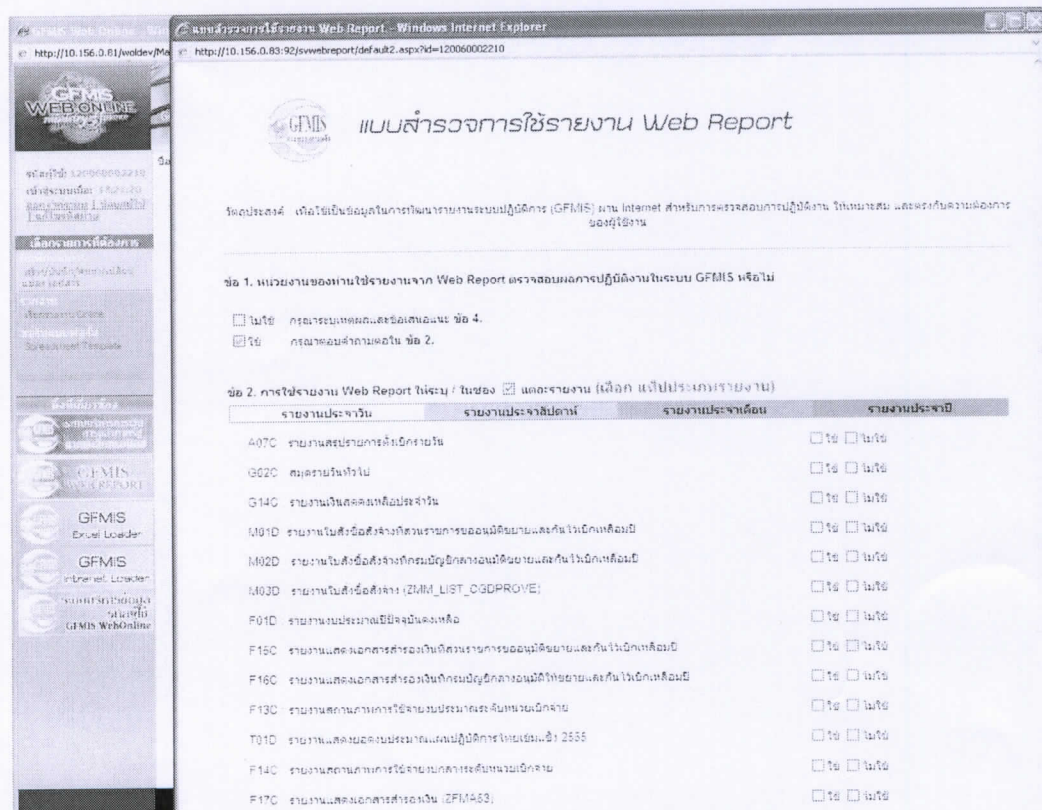 แบบสำรวจการใช้รายงาน Web Report - Windows Internet Explorer
http://10.156.0.81/woldev/Ma
http://10.156.0.83:92/svwebreport/default2.aspx?id=120060002210
GFMIS
WEB ONLINE
GFMIS
แบบสำรวจการใช้รายงาน Web Report
รหัสผู้ใช้:
เข้าสู่ระบบเมื่อ:
วัตถุประสงค์ เพื่อใช้เป็นข้อมูลในการพัฒนารายงานระบบปฏิบัติการ (GFMIS) ผ่าน Internet สำหรับการตรวจสอบการปฏิบัติงาน ให้เหมาะสม และตรงกับความต้องการ
ของผู้ใช้งาน
เลือกรายการที่ต้องการ
ข้อ 1. หน่วยงานของท่านใช้รายงานจาก Web Report ตรวจสอบผลการปฏิบัติงานในระบบ GFMIS หรือไม่
ไม่ใช้ กรุณาระบุเหตุผลและข้อเสนอแนะ ข้อ 4.
ใช้ กรุณาตอบคำถามต่อใน ข้อ 2.
ข้อ 2. การใช้รายงาน Web Report ให้ระบุ / ในช่อง แต่ละรายงาน (เลือก แท็ปประเภทรายงาน)
รายงานประจำวัน รายงานประจำสัปดาห์ รายงานประจำเดือน รายงานประจำปี
A07C รายงานสรุปรายการตั้งเบิกรายวัน ใช้ ไม่ใช้
G02C สมุดรายวันทั่วไป ใช้ ไม่ใช้
G14C รายงานเงินสดคงเหลือประจำวัน ใช้ ไม่ใช้
M01D รายงานใบสั่งซื้อสั่งจ้างที่ส่วนราชการขออนุมัติขยายและกันไว้เบิกเหลื่อมปี ใช้ ไม่ใช้
M02D รายงานใบสั่งซื้อสั่งจ้างที่กรมบัญชีกลางอนุมัติขยายและกันไว้เบิกเหลื่อมปี ใช้ ไม่ใช้
M03D รายงานใบสั่งซื้อสั่งจ้าง (ZMM_LIST_CGDPROVE) ใช้ ไม่ใช้
F01D รายงานงบประมาณปีปัจจุบันคงเหลือ ใช้ ไม่ใช้
F15C รายงานแสดงเอกสารสำรองเงินที่ส่วนราชการขออนุมัติขยายและกันไว้เบิกเหลื่อมปี ใช้ ไม่ใช้
F16C รายงานแสดงเอกสารสำรองเงินที่กรมบัญชีกลางอนุมัติให้ขยายและกันไว้เบิกเหลื่อมปี ใช้ ไม่ใช้
F13C รายงานสถานภาพการใช้จ่ายงบประมาณระดับหน่วยเบิกจ่าย ใช้ ไม่ใช้
T01D รายงานแสดงยอดงบประมาณแผนปฏิบัติการไทยเข้มแข็ง 2555 ใช้ ไม่ใช้
F14C รายงานสถานภาพการใช้จ่ายงบกลางระดับหน่วยเบิกจ่าย ใช้ ไม่ใช้
F17C รายงานแสดงเอกสารสำรองเงิน (ZFMA53) ใช้ ไม่ใช้
GFMIS
WEB REPORT
GFMIS
Excel Loader
GFMIS
Intranet Loader
GFMIS WebOnline